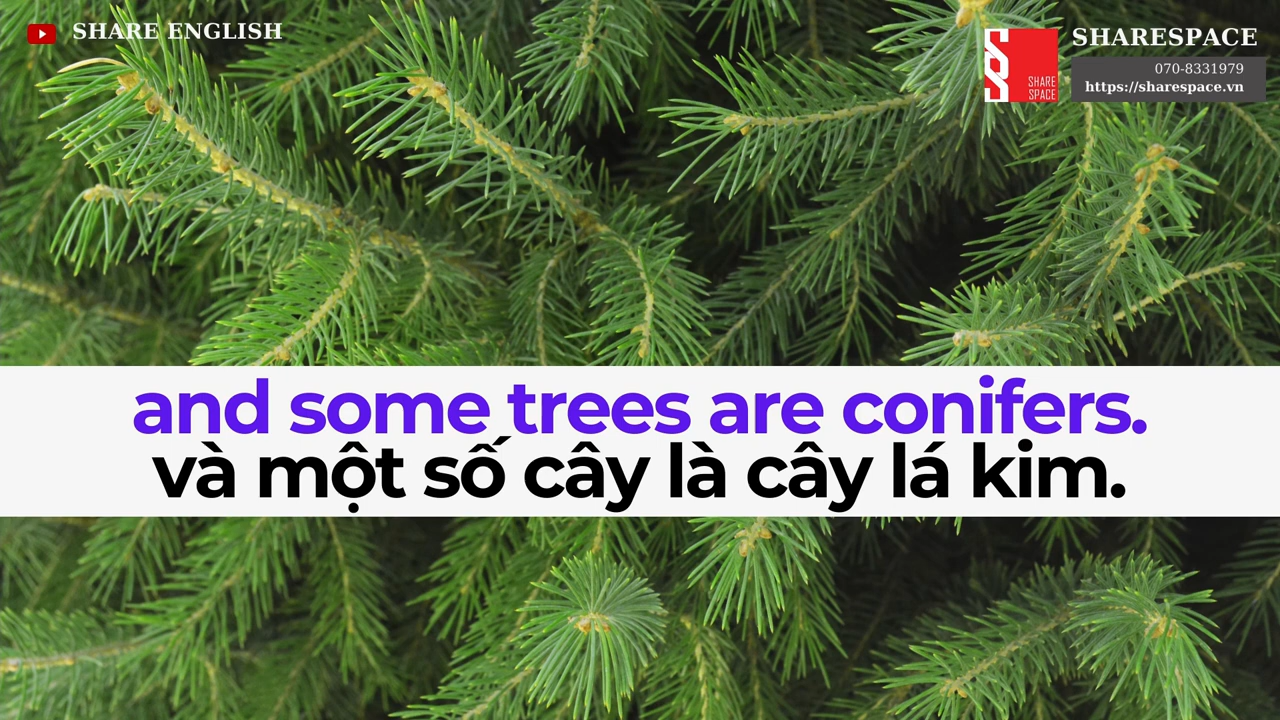 SHARE ENGLISH
SHARESPACE
SHARE
SPACE
070-8331979
https://sharespace.vn
and some trees are conifers.
và một số cây là cây lá kim.